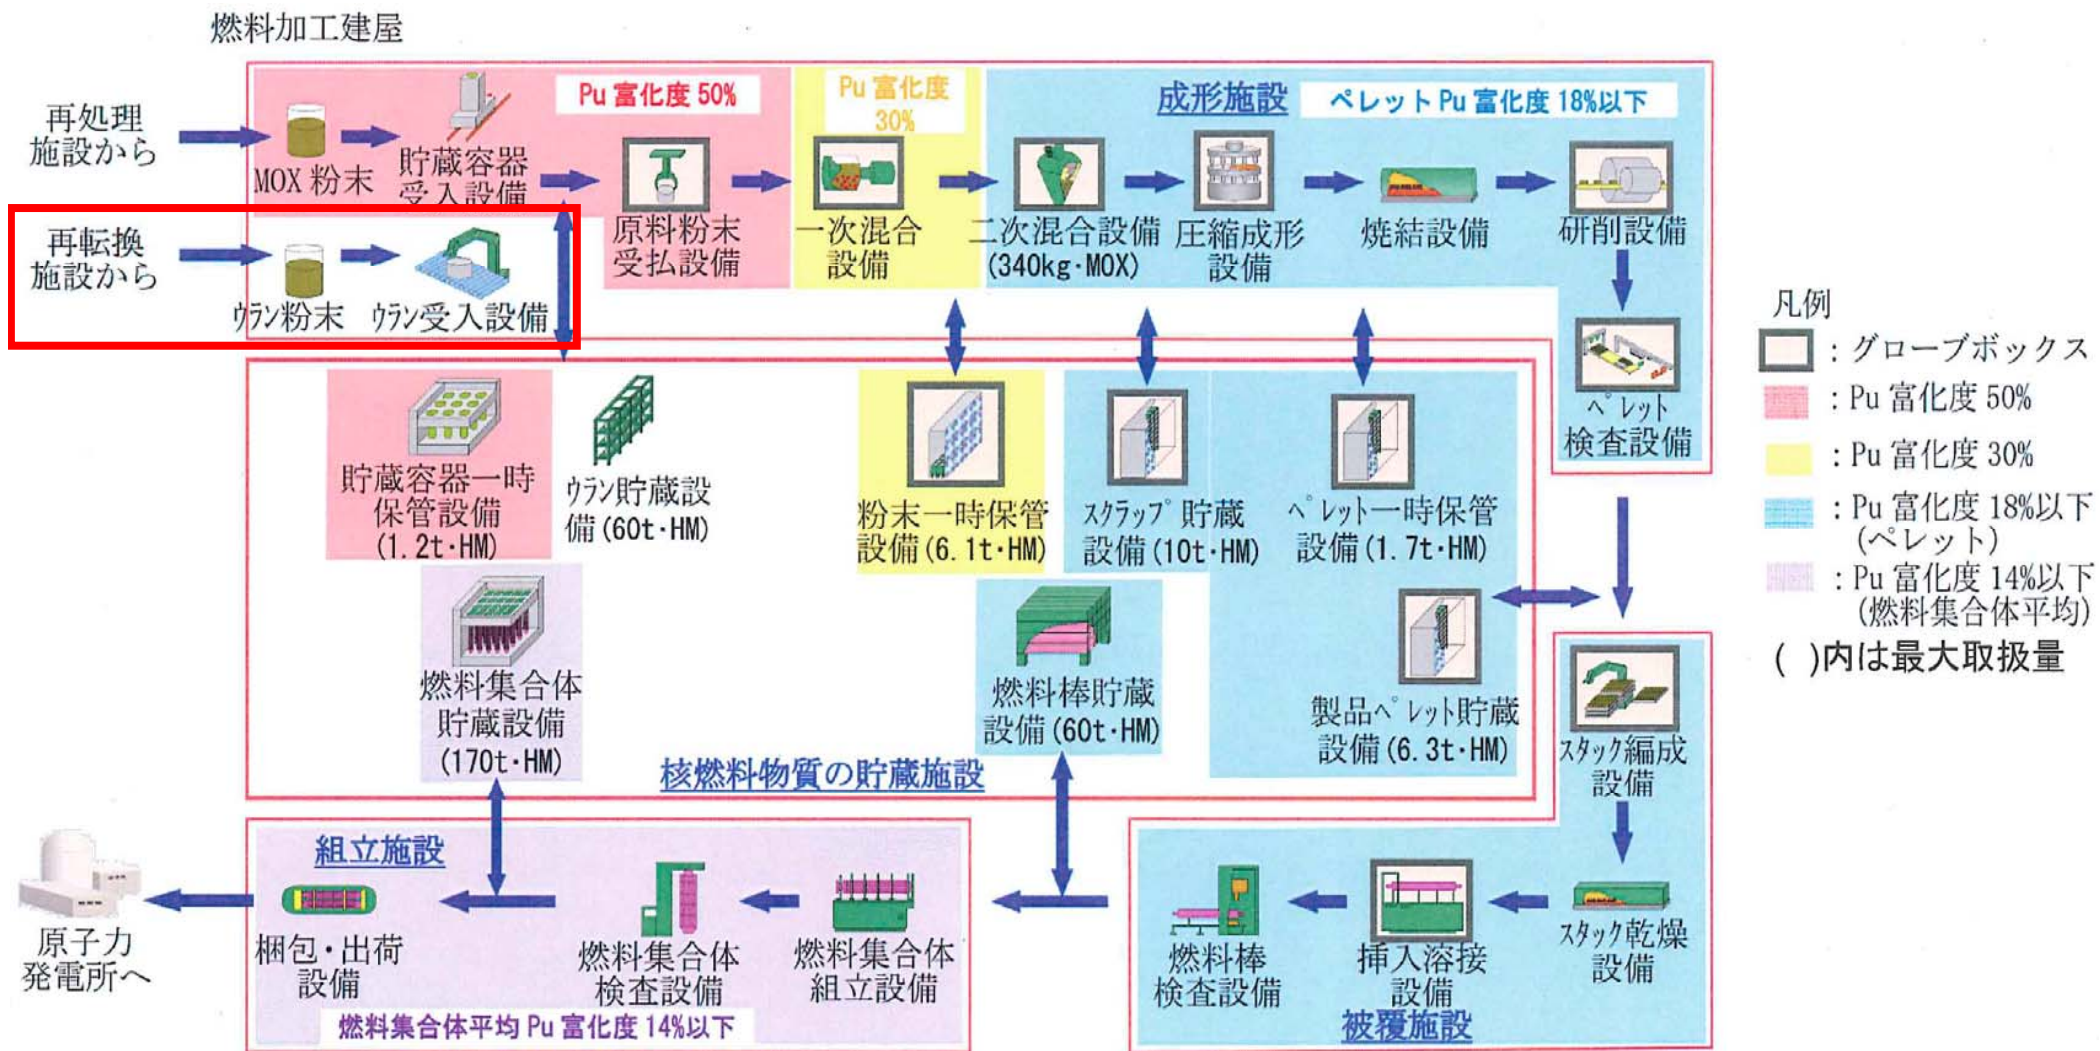 燃料加工建屋
再処理
施設から
MOX 粉末
貯蔵容器
受入設備
Pu 富化度 50%
原料粉末
受払設備
Pu 富化度
30%
一次混合
設備
成形施設
ペレット Pu 富化度 18%以下
二次混合設備
(340kg・MOX)
圧縮成形
設備
焼結設備
研削設備
再転換
施設から
ウラン粉末
ウラン受入設備
ペレット
検査設備
貯蔵容器一時
保管設備
(1.2t・HM)
ウラン貯蔵設
備(60t・HM)
粉末一時保管
設備(6.1t・HM)
スクラップ貯蔵
設備(10t・HM)
ペレット一時保管
設備(1.7t・HM)
燃料集合体
貯蔵設備
(170t・HM)
燃料棒貯蔵
設備(60t・HM)
製品ペレット貯蔵
設備(6.3t・HM)
核燃料物質の貯蔵施設
スタック編成
設備
スタック乾燥
設備
挿入溶接
設備
燃料棒
検査設備
被覆施設
組立施設
燃料集合体
組立設備
燃料集合体
検査設備
梱包・出荷
設備
燃料集合体平均 Pu 富化度 14%以下
原子力
発電所へ
凡例
：グローブボックス
：Pu 富化度 50%
：Pu 富化度 30%
：Pu 富化度 18%以下
(ペレット)
：Pu 富化度 14%以下
(燃料集合体平均)
( )内は最大取扱量